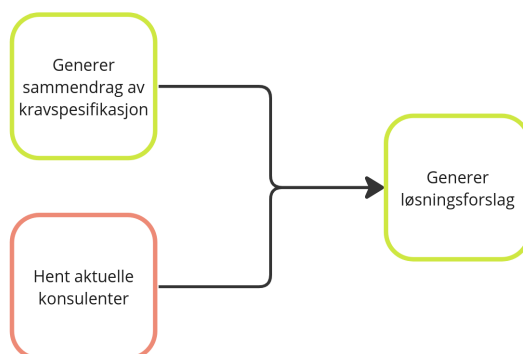 Generer
sammendrag av
kravspesifikasjon
Generer
løsningsforslag
Hent aktuelle
konsulenter